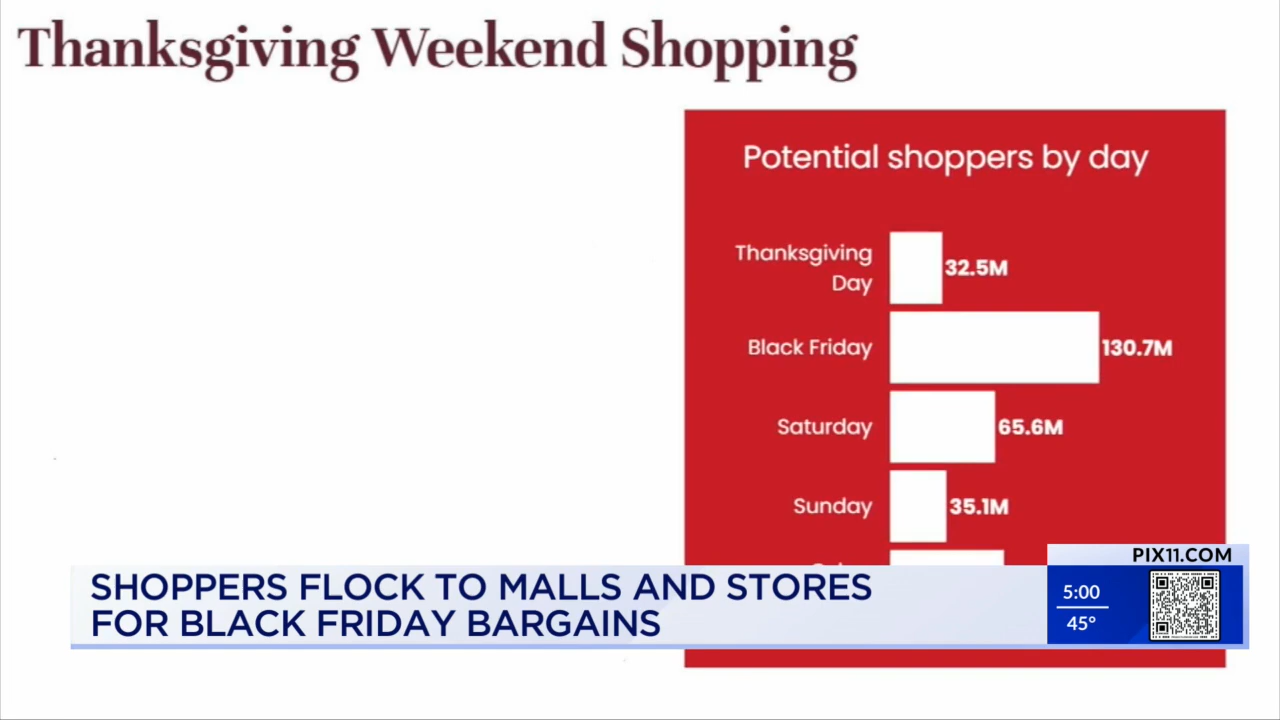 Thanksgiving Weekend Shopping
Potential shoppers by day
Thanksgiving
Day
32.5M
Black Friday
130.7M
Saturday
65.6M
Sunday
35.1M
SHOPPERS FLOCK TO MALLS AND STORES
FOR BLACK FRIDAY BARGAINS
PIX11.COM
5:00
45°